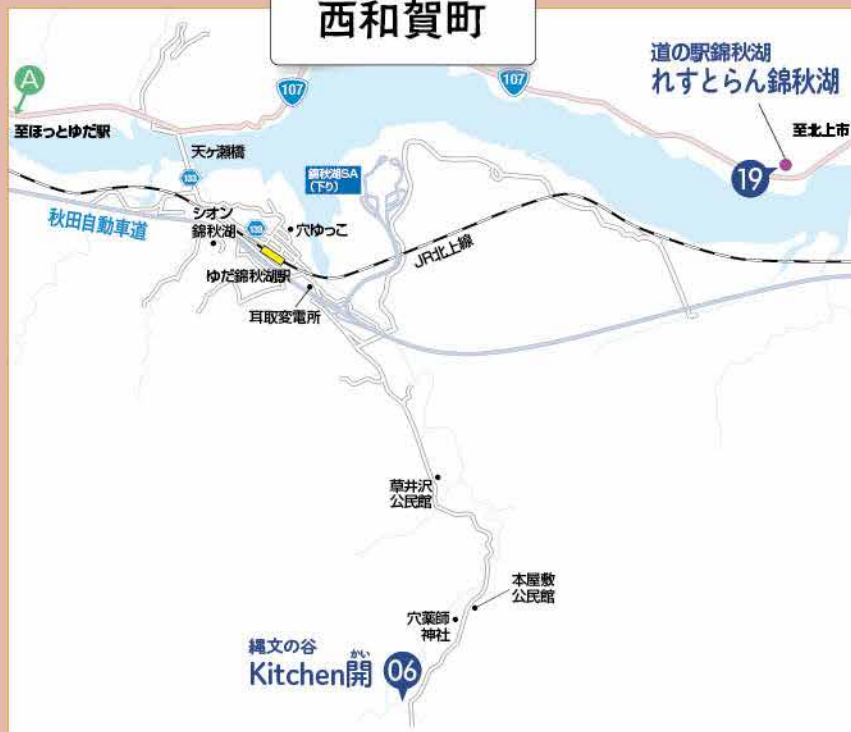 西和賀町
A
至ほっとゆだ駅
107
107
道の駅錦秋湖
れすとらん錦秋湖
至北上市
19
天ヶ瀬橋
133
錦秋湖SA
(下り)
秋田自動車道
シオン
錦秋湖
133
穴ゆっこ
ゆだ錦秋湖駅
JR北上線
耳取変電所
草井沢
公民館
本屋敷
公民館
穴薬師
神社
縄文の谷
かい
Kitchen開
06